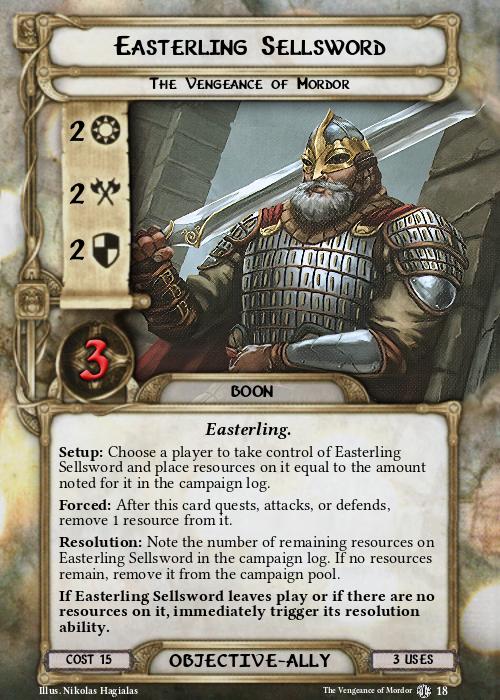 Easterling Sellsword
The Vengeance of Mordor
2
2
2
3
BOON
Easterling.
Setup: Choose a player to take control of Easterling
Sellsword and place resources on it equal to the amount
noted for it in the campaign log.
Forced: After this card quests, attacks, or defends,
remove 1 resource from it.
Resolution: Note the number of remaining resources on
Easterling Sellsword in the campaign log. If no resources
remain, remove it from the campaign pool.
If Easterling Sellsword leaves play or if there are no
resources on it, immediately trigger its resolution
ability.
COST 15 OBJECTIVE-ALLY 3 USES
Illus. Nikolas Hagialas The Vengeance of Mordor 18